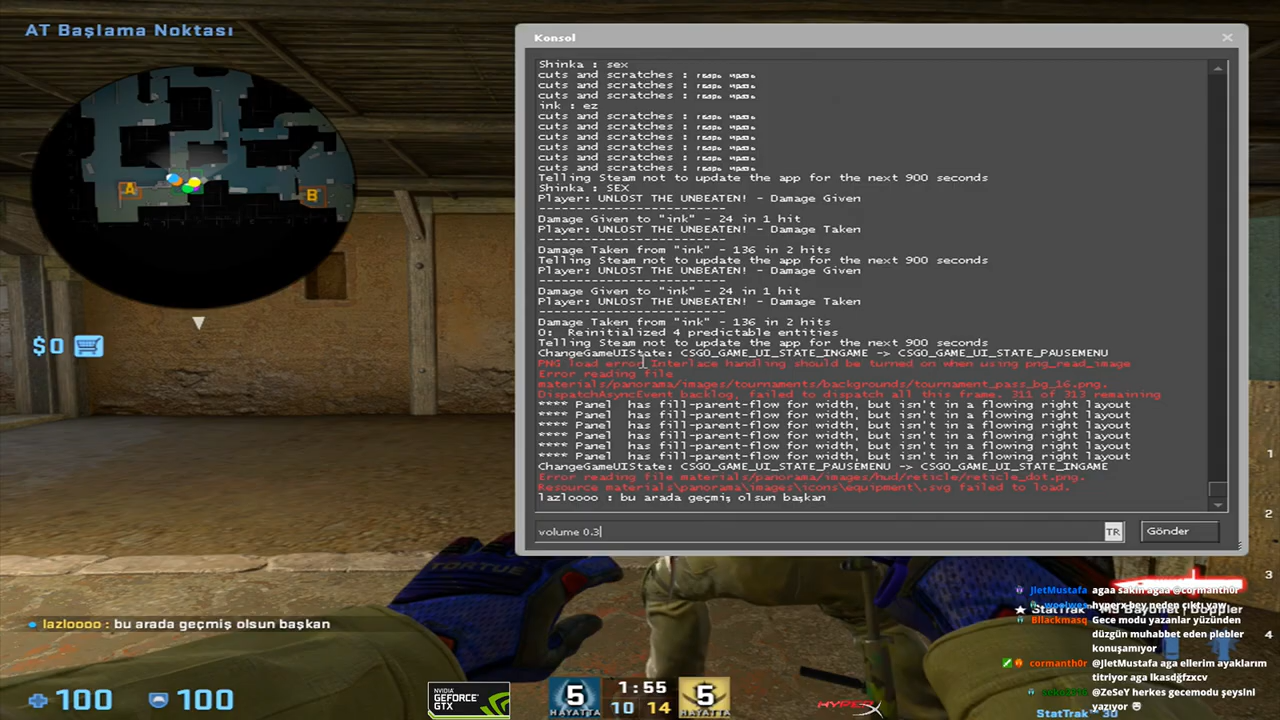 AT Başlama Noktası
A
B
$0
Konsol
Shinka : sex
cuts and scratches :
cuts and scratches :
cuts and scratches :
ink : ez
cuts and scratches :
cuts and scratches :
cuts and scratches :
cuts and scratches :
cuts and scratches :
cuts and scratches :
Telling Steam not to update the app for the next 900 seconds
Shinka : SEX
Player: UNLOST THE UNBEATEN! - Damage Given
-------------------------
Damage Given to "ink" - 24 in 1 hit
Player: UNLOST THE UNBEATEN! - Damage Taken
-------------------------
Damage Taken from "ink" - 136 in 2 hits
Telling Steam not to update the app for the next 900 seconds
Player: UNLOST THE UNBEATEN! - Damage Given
-------------------------
Damage Given to "ink" - 24 in 1 hit
Player: UNLOST THE UNBEATEN! - Damage Taken
-------------------------
Damage Taken from "ink" - 136 in 2 hits
0:  Reinitialized 4 predictable entities
Telling Steam not to update the app for the next 900 seconds
ChangeGameUIState: CSGO_GAME_UI_STATE_INGAME -> CSGO_GAME_UI_STATE_PAUSEMENU
PNG load error Interlace handling should be turned on when using png_read_image
Error reading file
materials/panorama/images/tournaments/backgrounds/tournament_pass_bg_16.png.
DispatchAsyncEvent backlog, failed to dispatch all this frame. 311 of 313 remaining
**** Panel  has fill-parent-flow for width, but isn't in a flowing right layout
**** Panel  has fill-parent-flow for width, but isn't in a flowing right layout
**** Panel  has fill-parent-flow for width, but isn't in a flowing right layout
**** Panel  has fill-parent-flow for width, but isn't in a flowing right layout
**** Panel  has fill-parent-flow for width, but isn't in a flowing right layout
**** Panel  has fill-parent-flow for width, but isn't in a flowing right layout
ChangeGameUIState: CSGO_GAME_UI_STATE_PAUSEMENU -> CSGO_GAME_UI_STATE_INGAME
Error reading file materials/panorama/images/hud/reticle/reticle_dot.png.
Resource materials\panorama\images\icons\equipment\.svg failed to load.
lazloooo : bu arada geçmiş olsun başkan
volume 0.3
TR
Gönder
1
2
3
4
TORTUE
lazloooo : bu arada geçmiş olsun başkan
JletMustafa agaa sakin agaa @cormanth0r
hyperx bey neden çıktı yaw
★ StatTrak™ M9 Bayonet | Doppler
Bllackmasq Gece modu yazanlar yüzünden
düzgün muhabbet eden plebler
konuşamıyor
cormanth0r @JletMustafa aga ellerim ayaklarım
titriyor aga lkasdğfzxcv
@ZeSeY herkes gecemodu şeysini
yazıyor
StatTrak™ 30
100
100
NVIDIA
GEFORCE
GTX
5
HAYATTA
1:55
10 14
5
HAYATTA
HYPERX